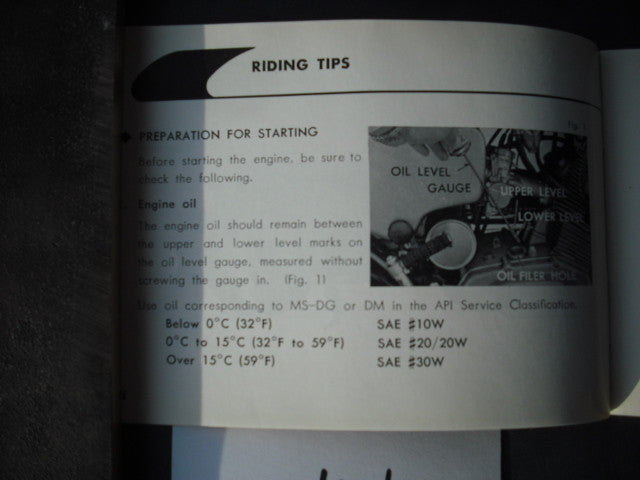 RIDING TIPS
PREPARATION FOR STARTING
Before starting the engine, be sure to
check the following.
Engine oil
The engine oil should remain between
the upper and lower level marks on
the oil level gauge, measured without
screwing the gauge in. (Fig. 1)
Fig. 1
OIL LEVEL
GAUGE
UPPER LEVEL
LOWER LEVEL
OIL FILER HOLE
Use oil corresponding to MS-DG or DM in the API Service Classification.
Below 0°C (32°F) SAE #10W
0°C to 15°C (32°F to 59°F) SAE #20/20W
Over 15°C (59°F) SAE #30W